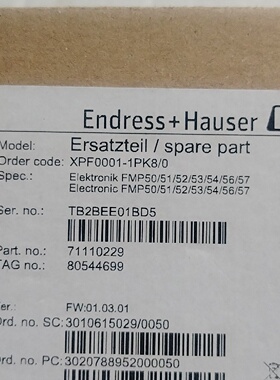 Endress+Hauser
Model: Ersatzteil / spare part
Order code: XPF0001-1PK8/0
Spec.: Elektronik FMP50/51/52/53/54/56/57
Electronic FMP50/51/52/53/54/56/57
Ser. no.: TB2BEE01BD5
Part. no.: 71110229
TAG no.: 80544699
er.: FW:01.03.01
Ord. no. SC: 3010615029/0050
Ord. no. PC: 3020788952000050